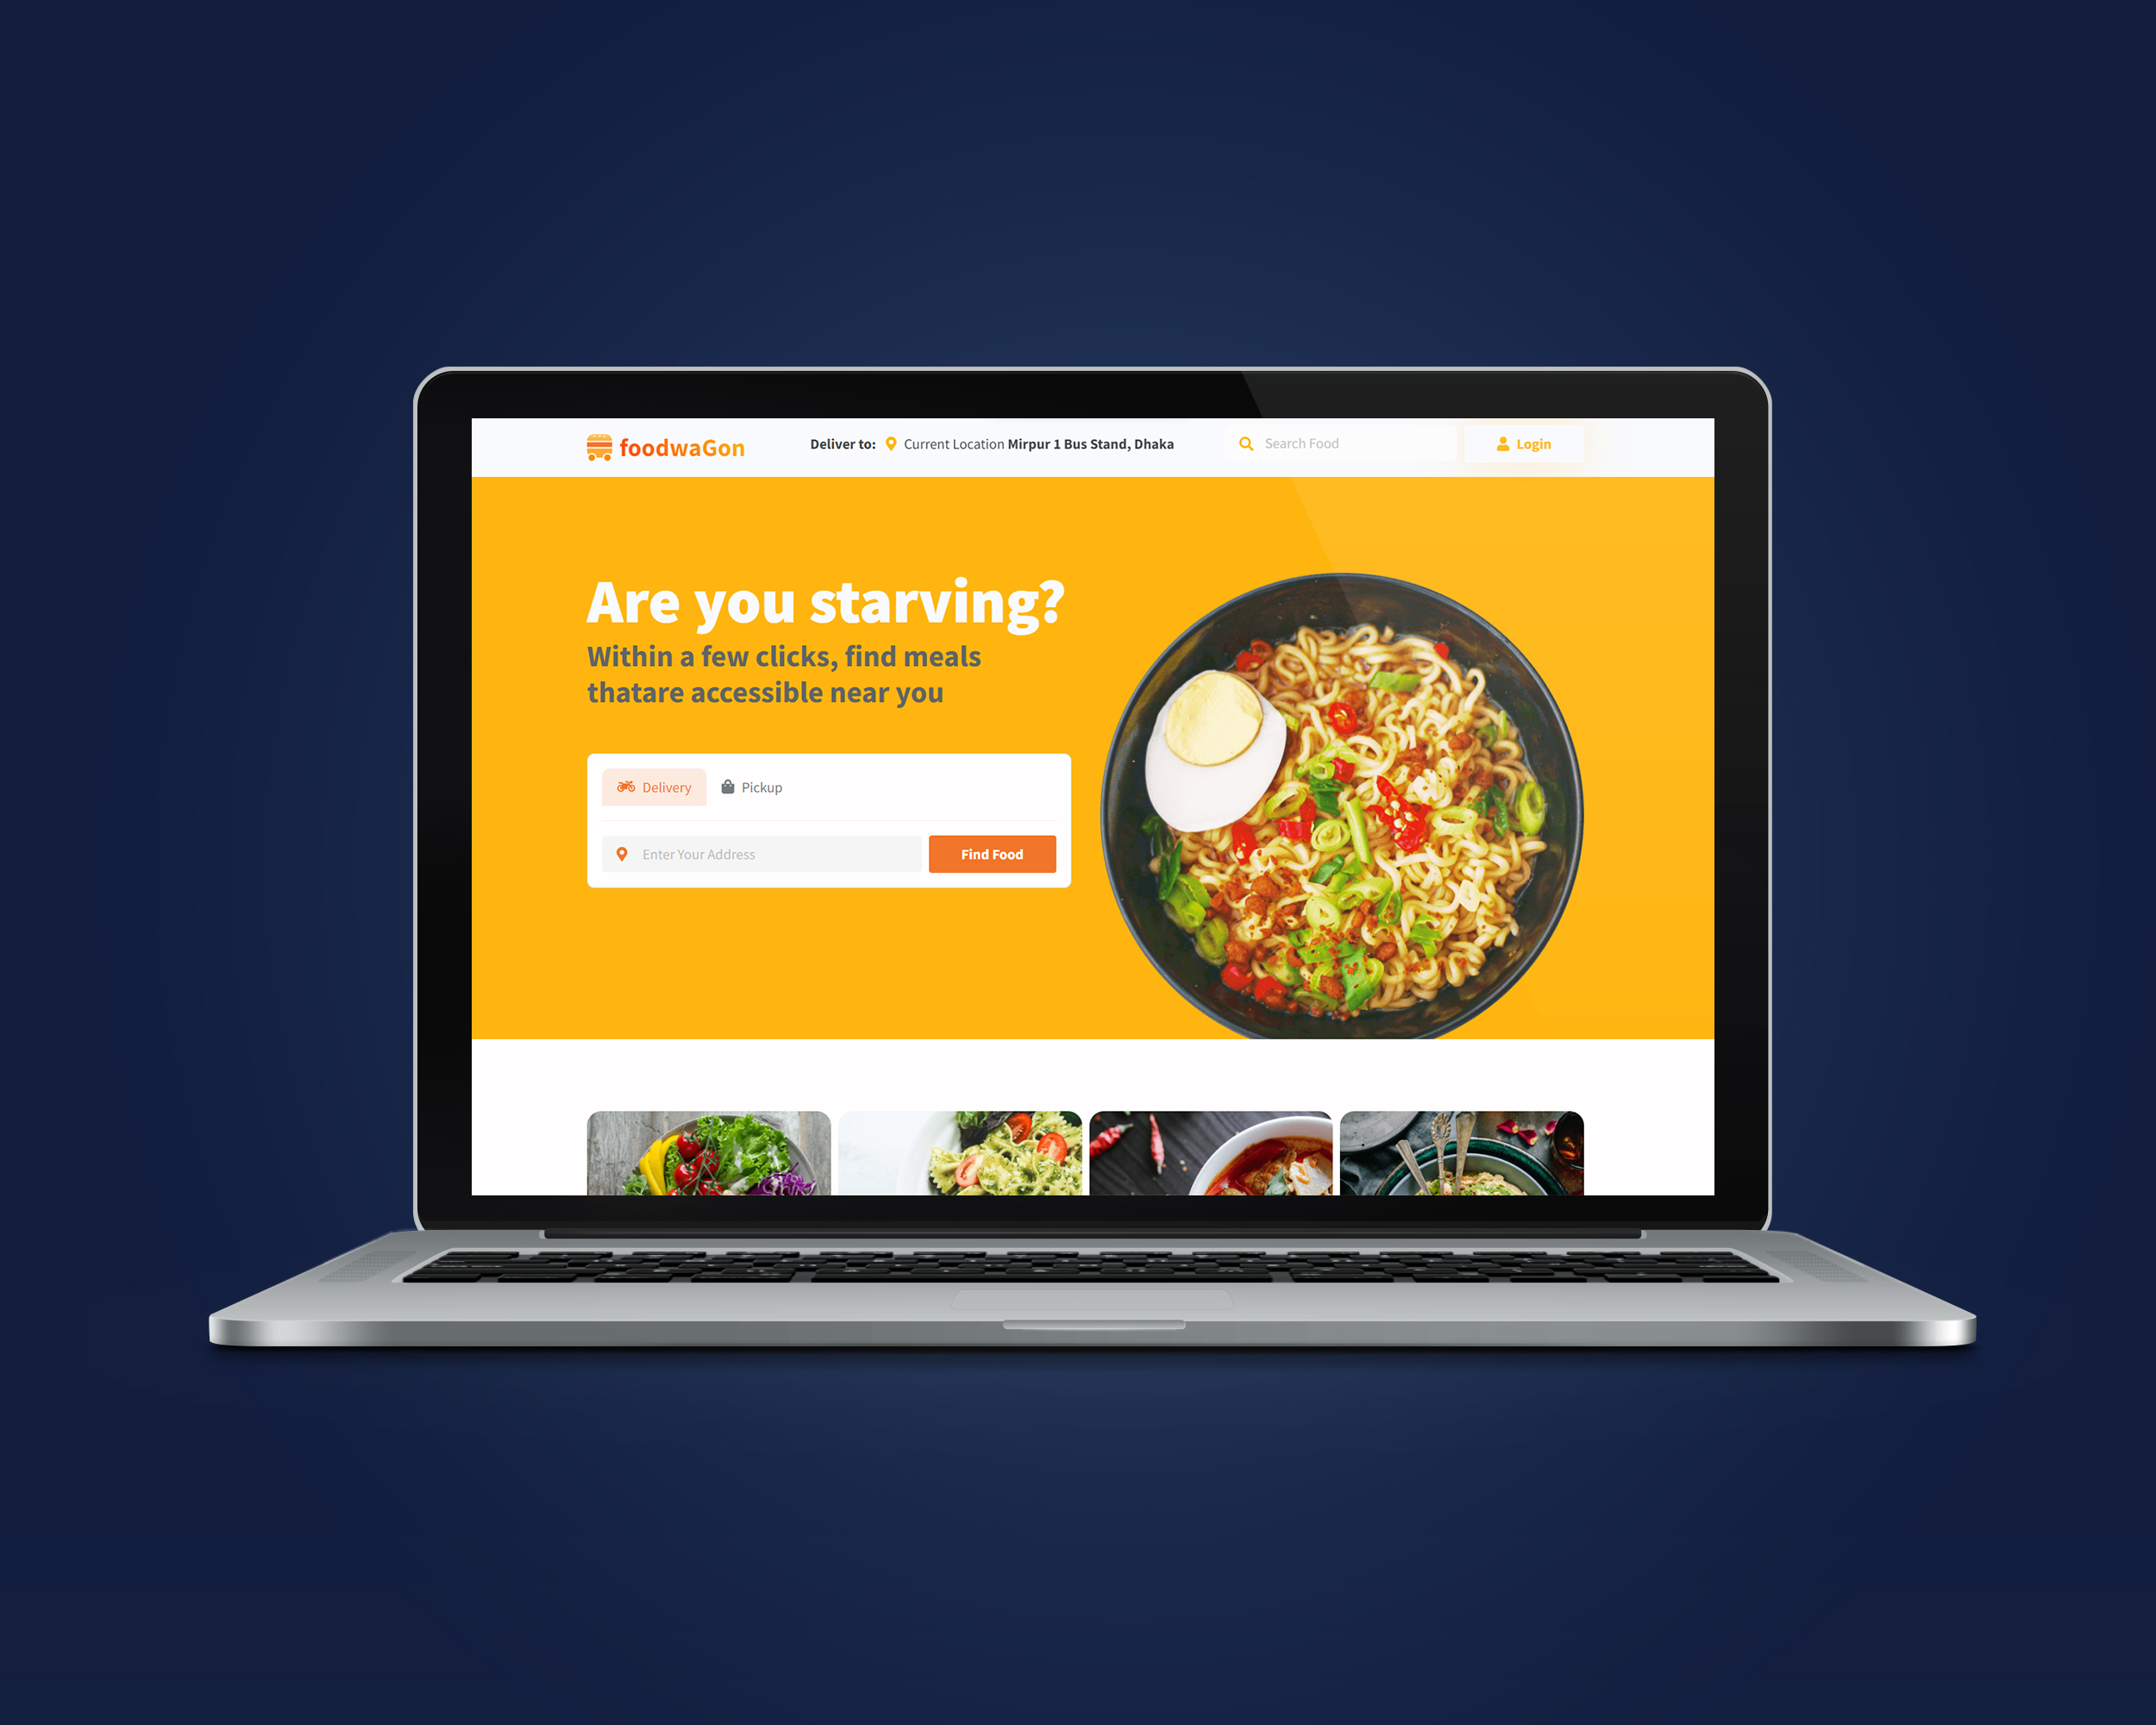 foodwaGon
Deliver to: Current Location Mirpur 1 Bus Stand, Dhaka
Search Food
Login
Are you starving?
Within a few clicks, find meals
thatare accessible near you
Delivery
Pickup
Enter Your Address
Find Food